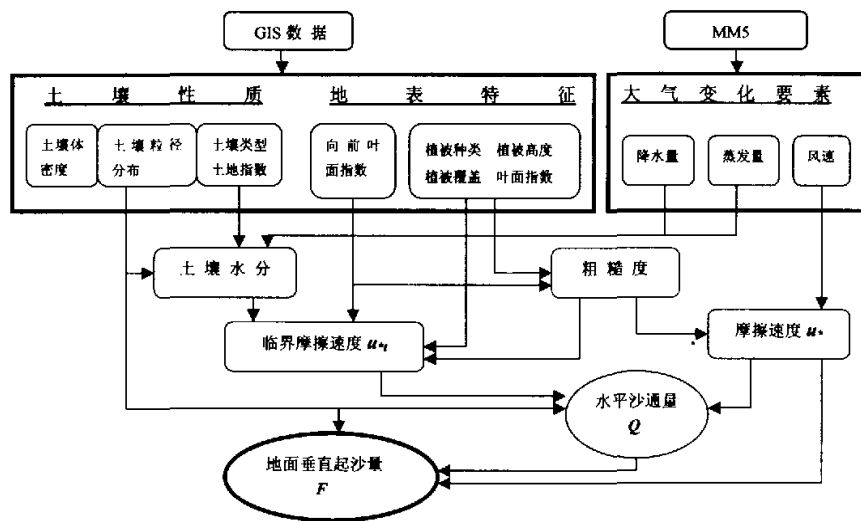 GIS 数据
MM5
土壤性质 地表特征
大气变化要素
土壤体
密度
土壤粒径
分布
土壤类型
土地指数
向前叶
面指数
植被种类 植被高度
植被覆盖 叶面指数
降水量
蒸发量
风速
土壤水分
粗糙度
临界摩擦速度 u*t
摩擦速度 u*
水平沙通量
Q
地面垂直起沙量
F